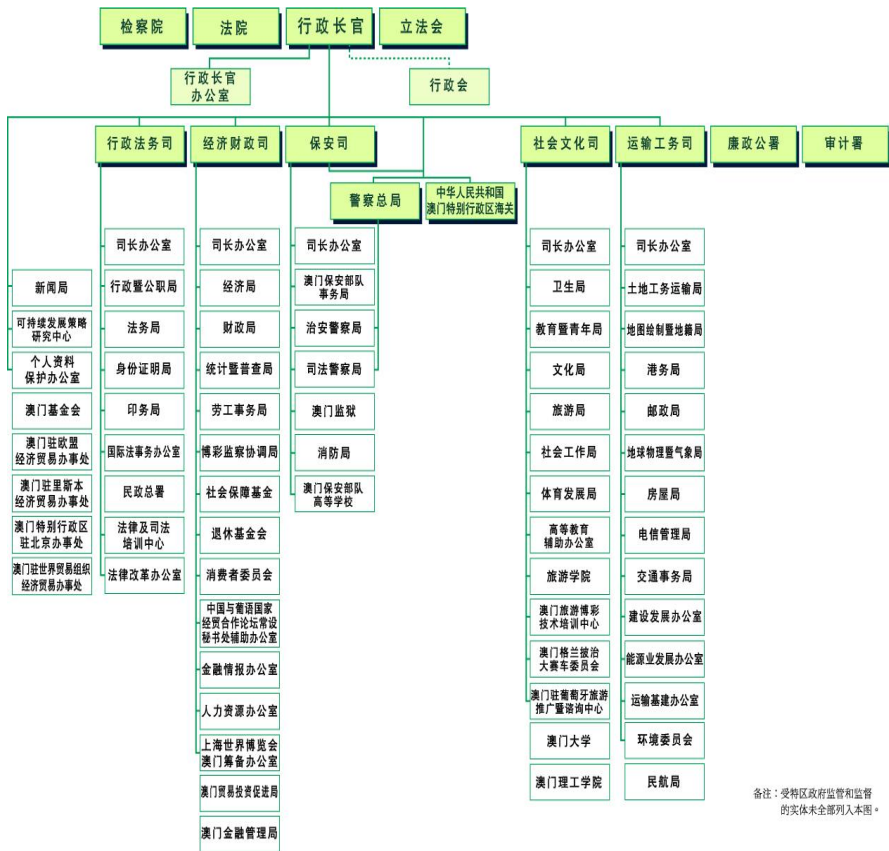 检察院
法院
行政长官
立法会
行政长官
办公室
行政会
行政法务司
经济财政司
保安司
社会文化司
运输工务司
廉政公署
审计署
警察总局
中华人民共和国
澳门特别行政区海关
新闻局
可持续发展策略
研究中心
个人资料
保护办公室
澳门基金会
澳门驻欧盟
经济贸易办事处
澳门驻里斯本
经济贸易办事处
澳门特别行政区
驻北京办事处
澳门驻世界贸易组织
经济贸易办事处
司长办公室
行政暨公职局
法务局
身份证明局
印务局
国际法事务办公室
民政总署
法律及司法
培训中心
法律改革办公室
司长办公室
经济局
财政局
统计暨普查局
劳工事务局
博彩监察协调局
社会保障基金
退休基金会
消费者委员会
中国与葡语国家
经贸合作论坛常设
秘书处辅助办公室
金融情报办公室
人力资源办公室
上海世界博览会
澳门筹备办公室
澳门贸易投资促进局
澳门金融管理局
司长办公室
澳门保安部队
事务局
治安警察局
司法警察局
澳门监狱
消防局
澳门保安部队
高等学校
司长办公室
卫生局
教育暨青年局
文化局
旅游局
社会工作局
体育发展局
高等教育
辅助办公室
旅游学院
澳门旅游博彩
技术培训中心
澳门格兰披治
大赛车委员会
澳门驻葡萄牙旅游
推广暨谘询中心
澳门大学
澳门理工学院
司长办公室
土地工务运输局
地图绘制暨地籍局
港务局
邮政局
地球物理暨气象局
房屋局
电信管理局
交通事务局
建设发展办公室
能源业发展办公室
运输基建办公室
环境委员会
民航局
备注：受特区政府监管和监督
的实体未全部列入本图。